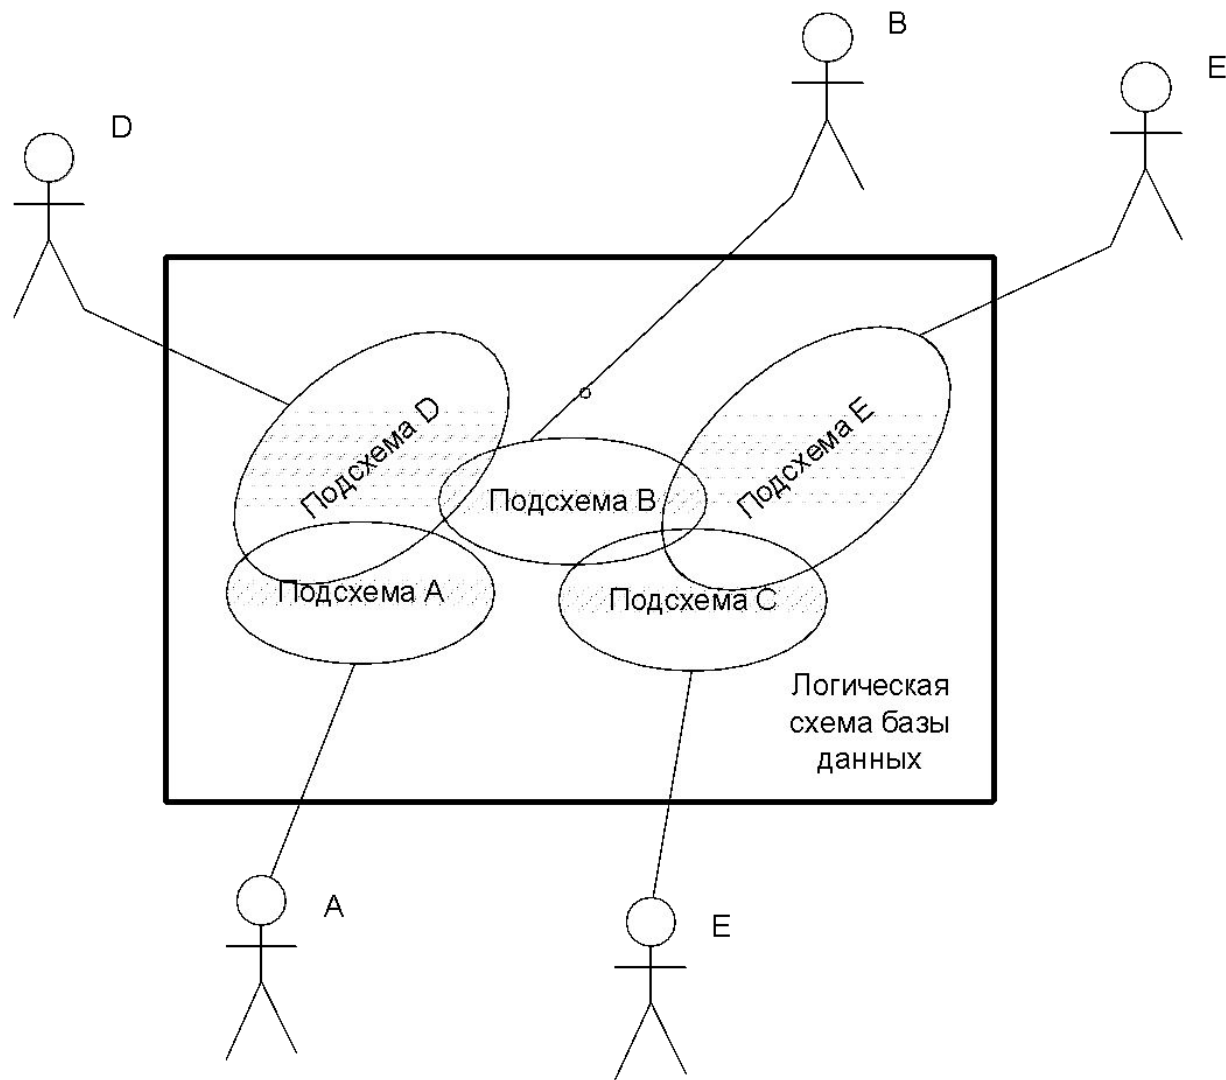 B
E
D
Подсхема D
Подсхема E
Подсхема B
Подсхема A
Подсхема C
Логическая
схема базы
данных
A
E